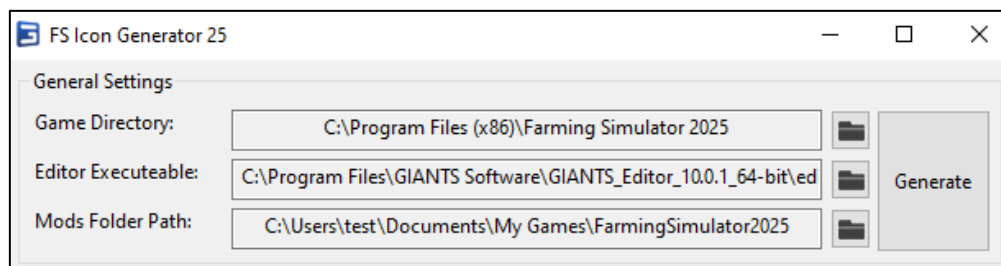 FS Icon Generator 25
General Settings
Game Directory: C:\Program Files (x86)\Farming Simulator 2025
Editor Executeable: C:\Program Files\GIANTS Software\GIANTS_Editor_10.0.1_64-bit\ed
Generate
Mods Folder Path: C:\Users\test\Documents\My Games\FarmingSimulator2025